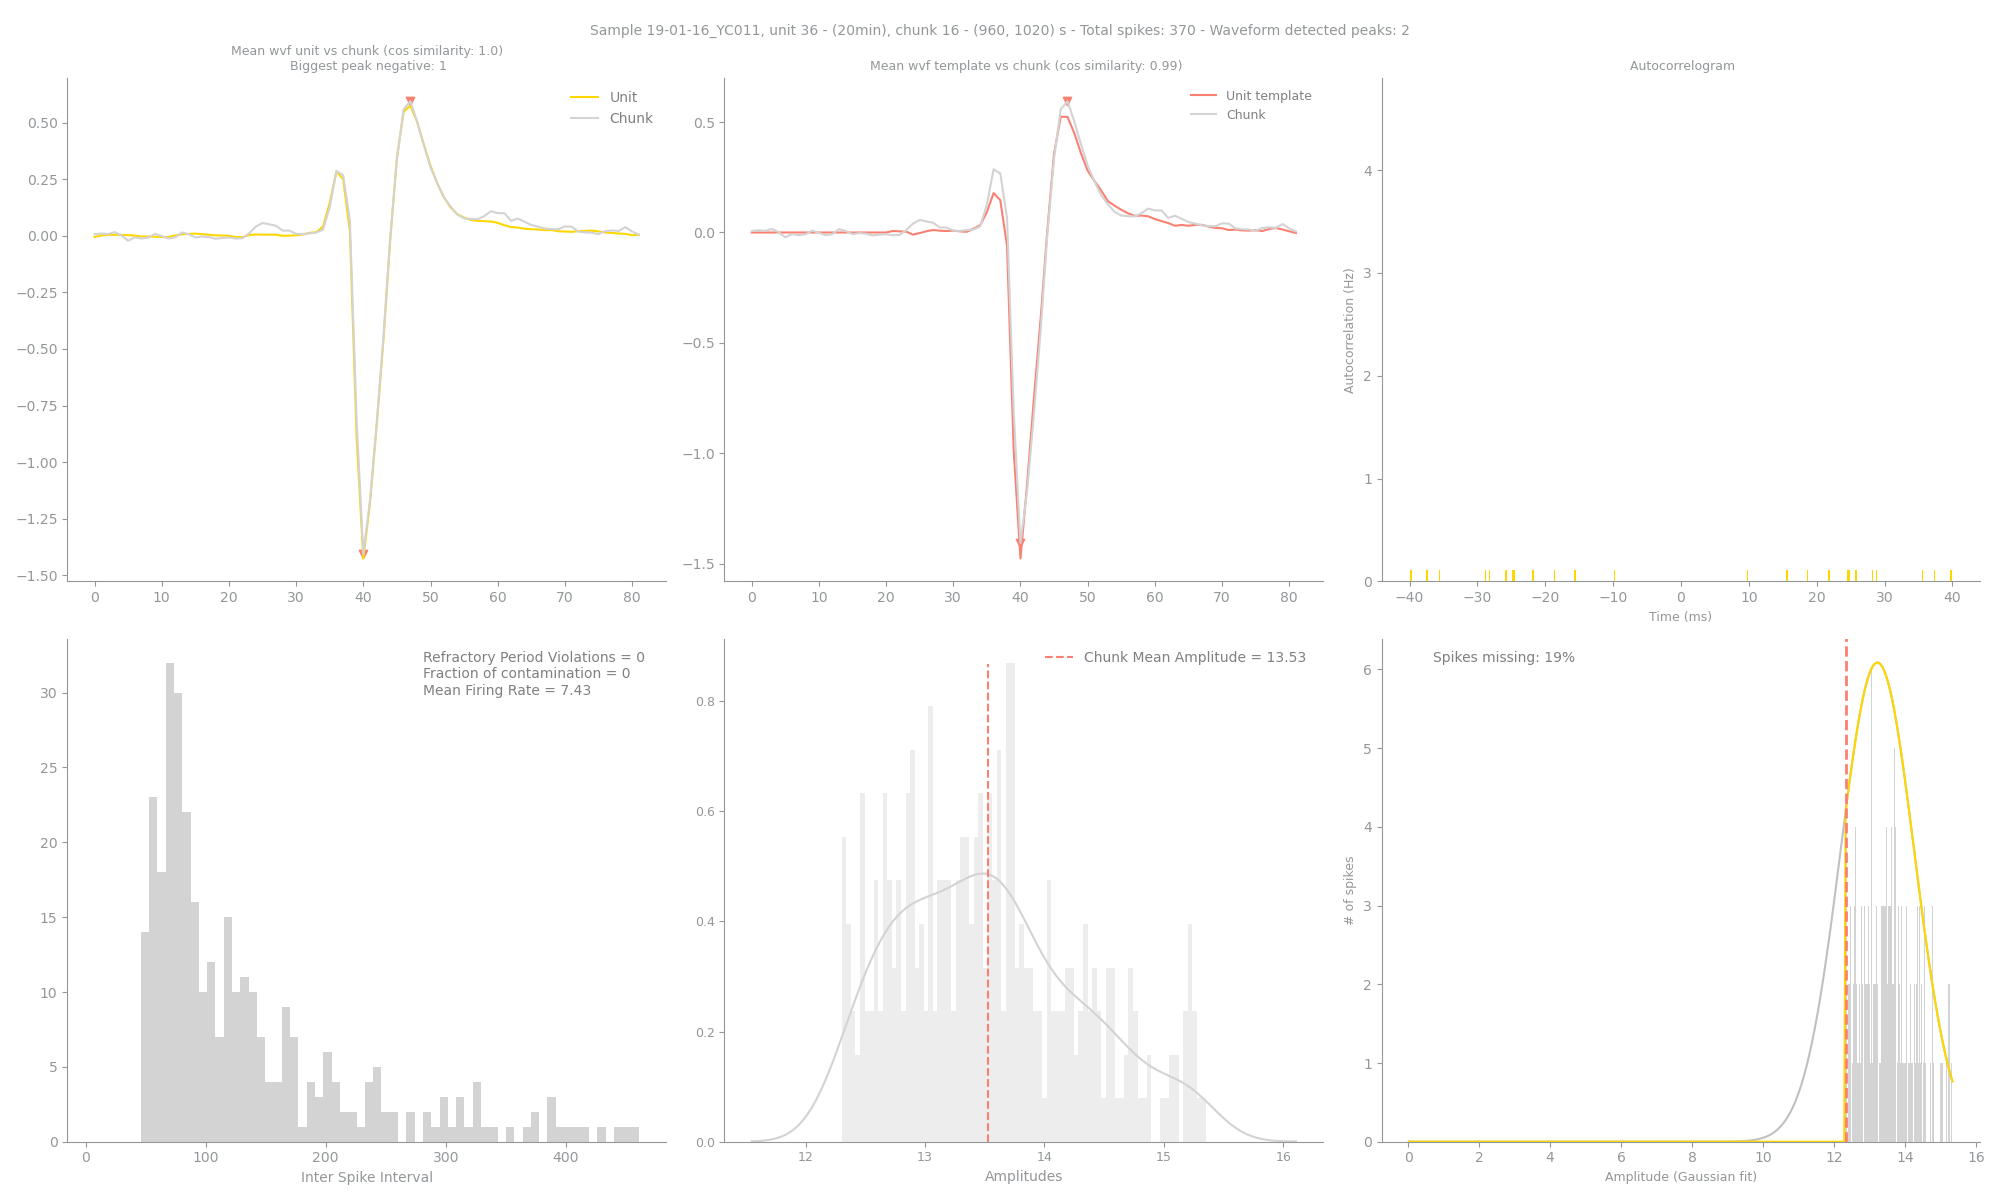 Sample 19-01-16_YC011, unit 36 - (20min), chunk 16 - (960, 1020) s - Total spikes: 370 - Waveform detected peaks: 2
Mean wvf unit vs chunk (cos similarity: 1.0)
Biggest peak negative: 1
Unit
Chunk
0.50
0.25
0.00
−0.25
−0.50
−0.75
−1.00
−1.25
−1.50
0 10 20 30 40 50 60 70 80
Mean wvf template vs chunk (cos similarity: 0.99)
Unit template
Chunk
0.5
0.0
−0.5
−1.0
−1.5
0 10 20 30 40 50 60 70 80
Autocorrelogram
Autocorrelation (Hz)
4
3
2
1
0
−40 −30 −20 −10 0 10 20 30 40
Time (ms)
Refractory Period Violations = 0
Fraction of contamination = 0
Mean Firing Rate = 7.43
30
25
20
15
10
5
0
0 100 200 300 400
Inter Spike Interval
Chunk Mean Amplitude = 13.53
0.8
0.6
0.4
0.2
0.0
12 13 14 15 16
Amplitudes
Spikes missing: 19%
# of spikes
6
5
4
3
2
1
0
0 2 4 6 8 10 12 14 16
Amplitude (Gaussian fit)